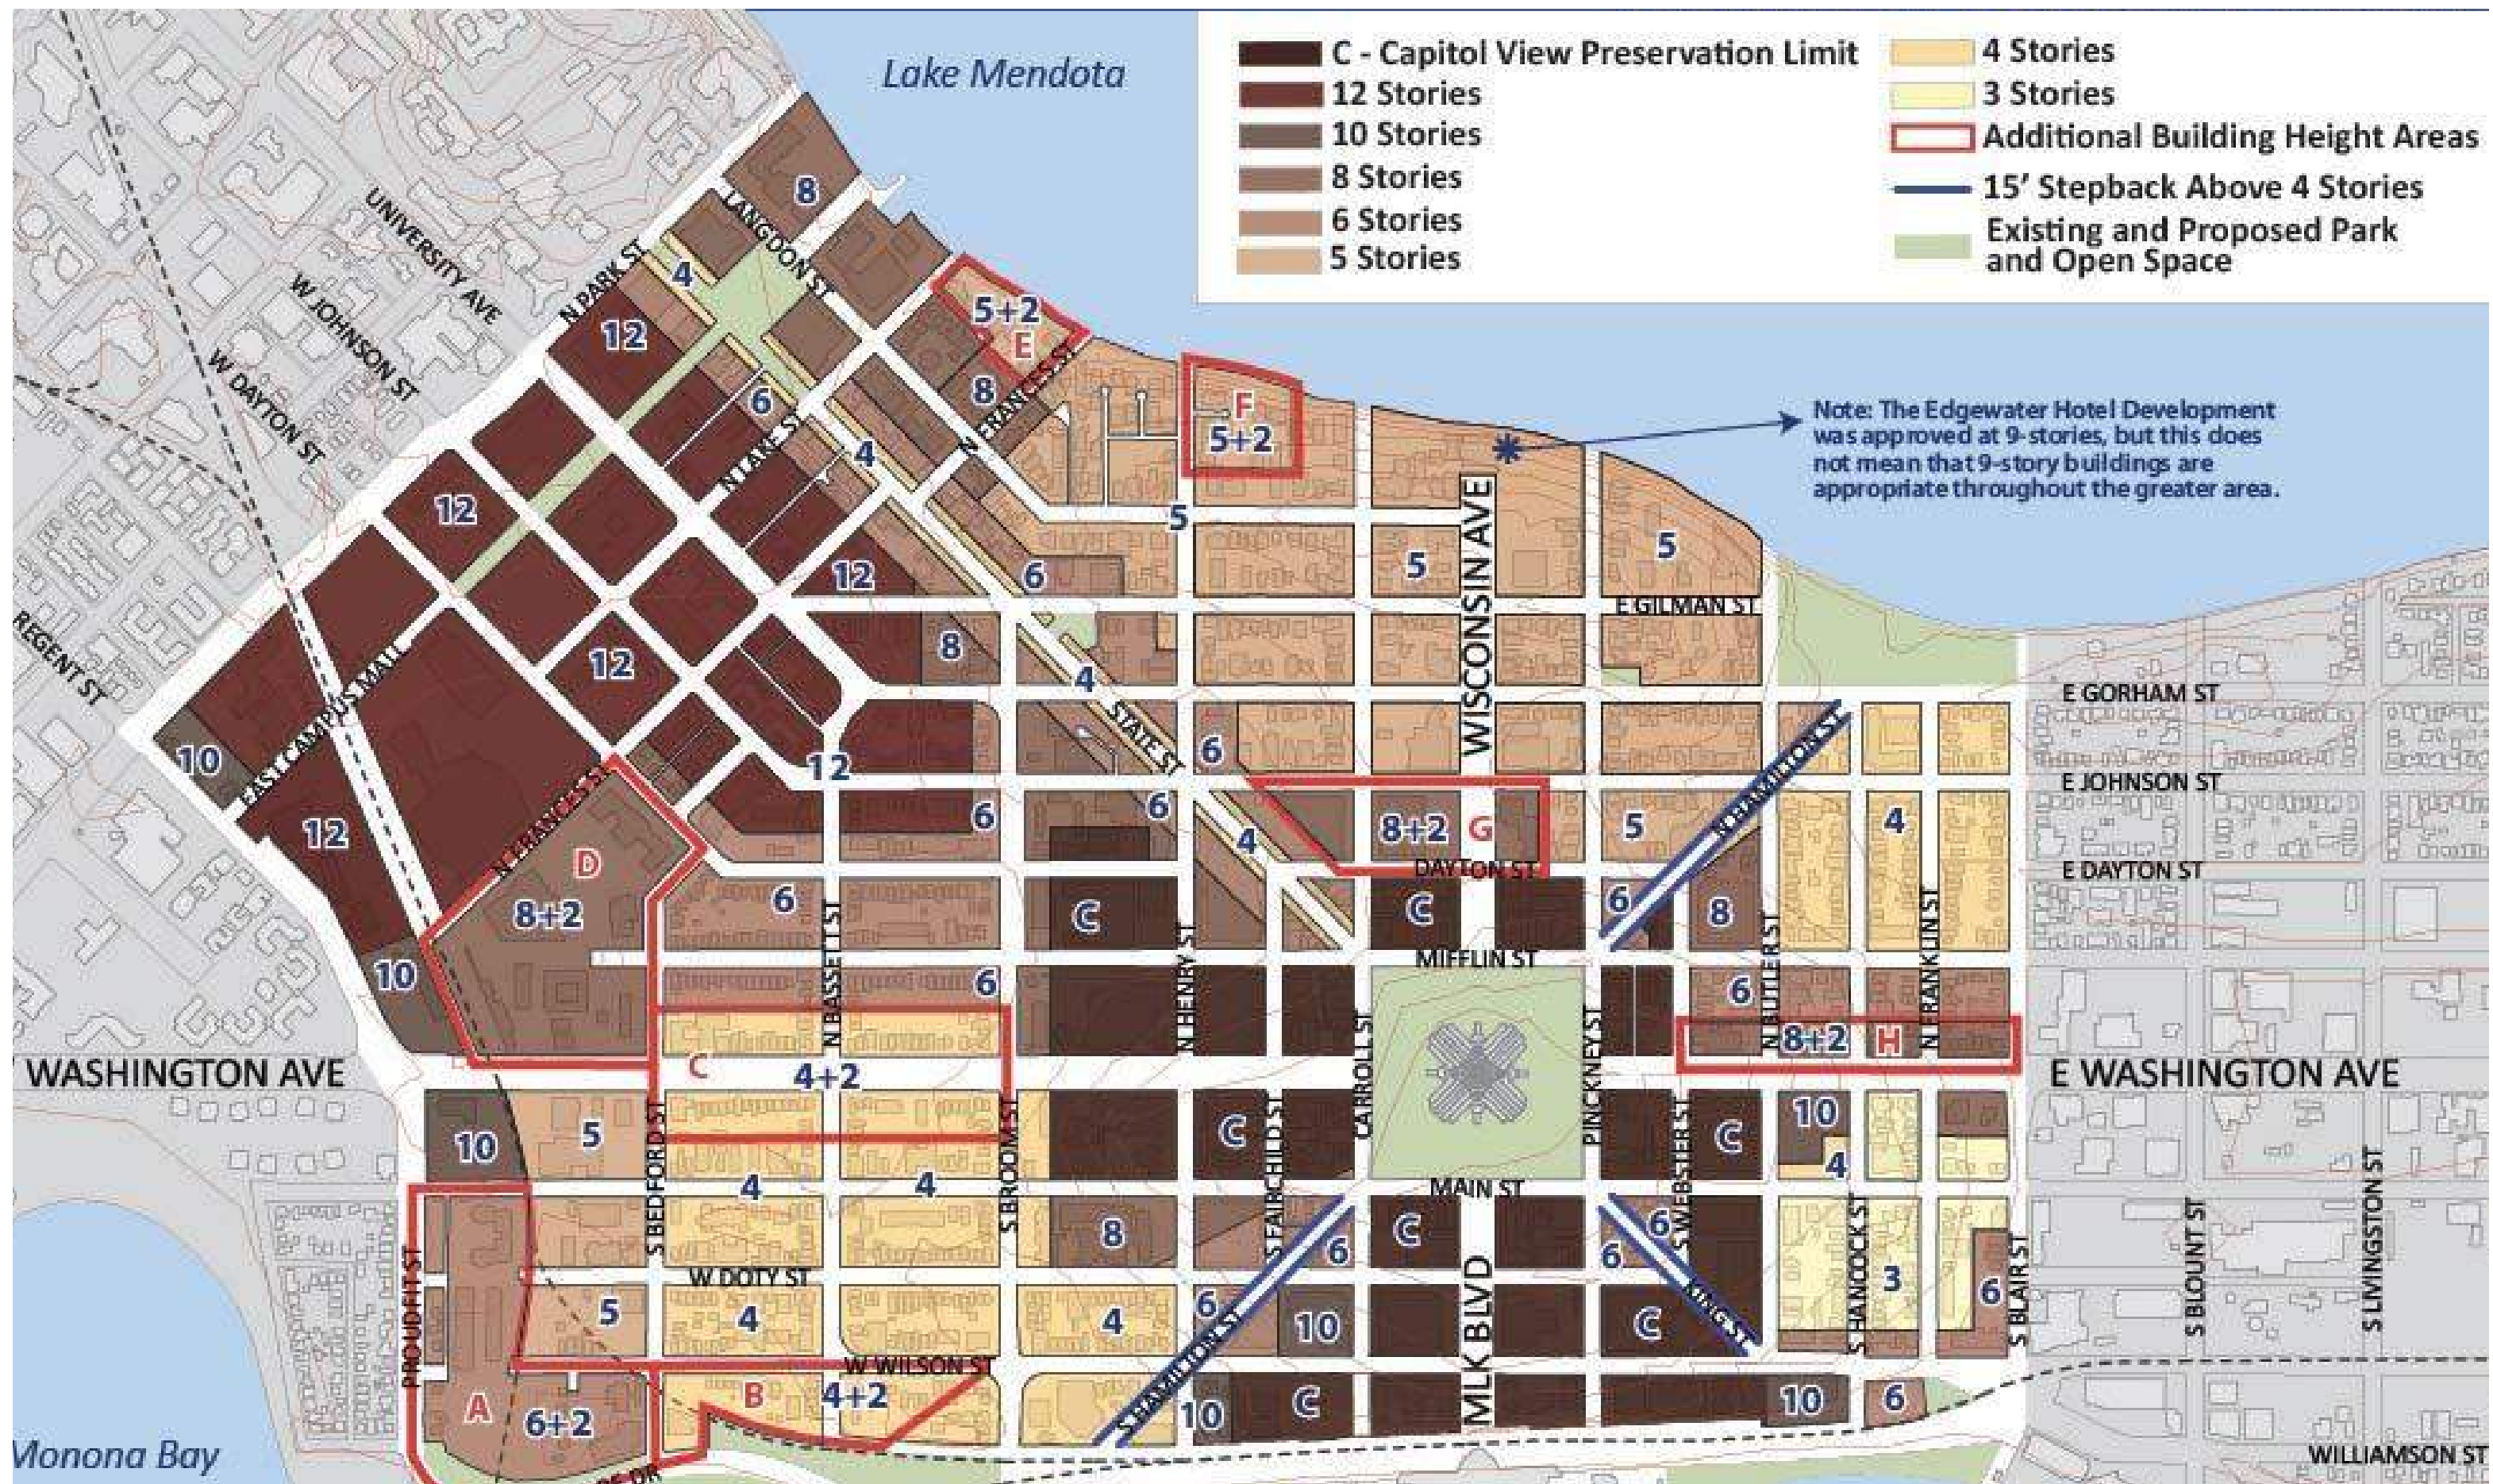 Lake Mendota
C - Capitol View Preservation Limit
12 Stories
10 Stories
8 Stories
6 Stories
5 Stories
4 Stories
3 Stories
Additional Building Height Areas
15’ Stepback Above 4 Stories
Existing and Proposed Park
and Open Space
8
LANGDON ST
UNIVERSITY AVE
N PARK ST
4
W JOHNSON ST
12
5+2
E
W DAYTON ST
8
6
N FRANCES ST
F
5+2
N LAKE ST
4
Note: The Edgewater Hotel Development
was approved at 9-stories, but this does
not mean that 9-story buildings are
appropriate throughout the greater area.
12
5
WISCONSIN AVE
5
5
12
6
E GILMAN ST
REGENT ST
12
8
4
E GORHAM ST
EAST CAMPUS MALL
STATE ST
6
10
12
N HAMILTON ST
E JOHNSON ST
12
N FRANCES ST
6
6
4
8+2
G
5
4
D
DAYTON ST
E DAYTON ST
8+2
6
N BASSETT ST
C
N HENRY ST
C
6
8
N BUTLER ST
N FRANKLIN ST
MIFFLIN ST
10
6
6
CARROLL ST
PINCKNEY ST
8+2
H
WASHINGTON AVE
C
4+2
E WASHINGTON AVE
10
5
S BEDFORD ST
S BROOM ST
C
S FAIRCHILD ST
S WEBSTER ST
C
10
4
4
4
MAIN ST
S HANCOCK ST
S BLOUNT ST
S LIVINGSTON ST
PROUDFIT ST
8
6
C
6
6
W DOTY ST
3
6
S BLAIR ST
5
4
4
6
S HAMILTON ST
10
MLK BLVD
C
KING ST
W WILSON ST
A
6+2
B
4+2
10
C
10
6
Monona Bay
WILLIAMSON ST